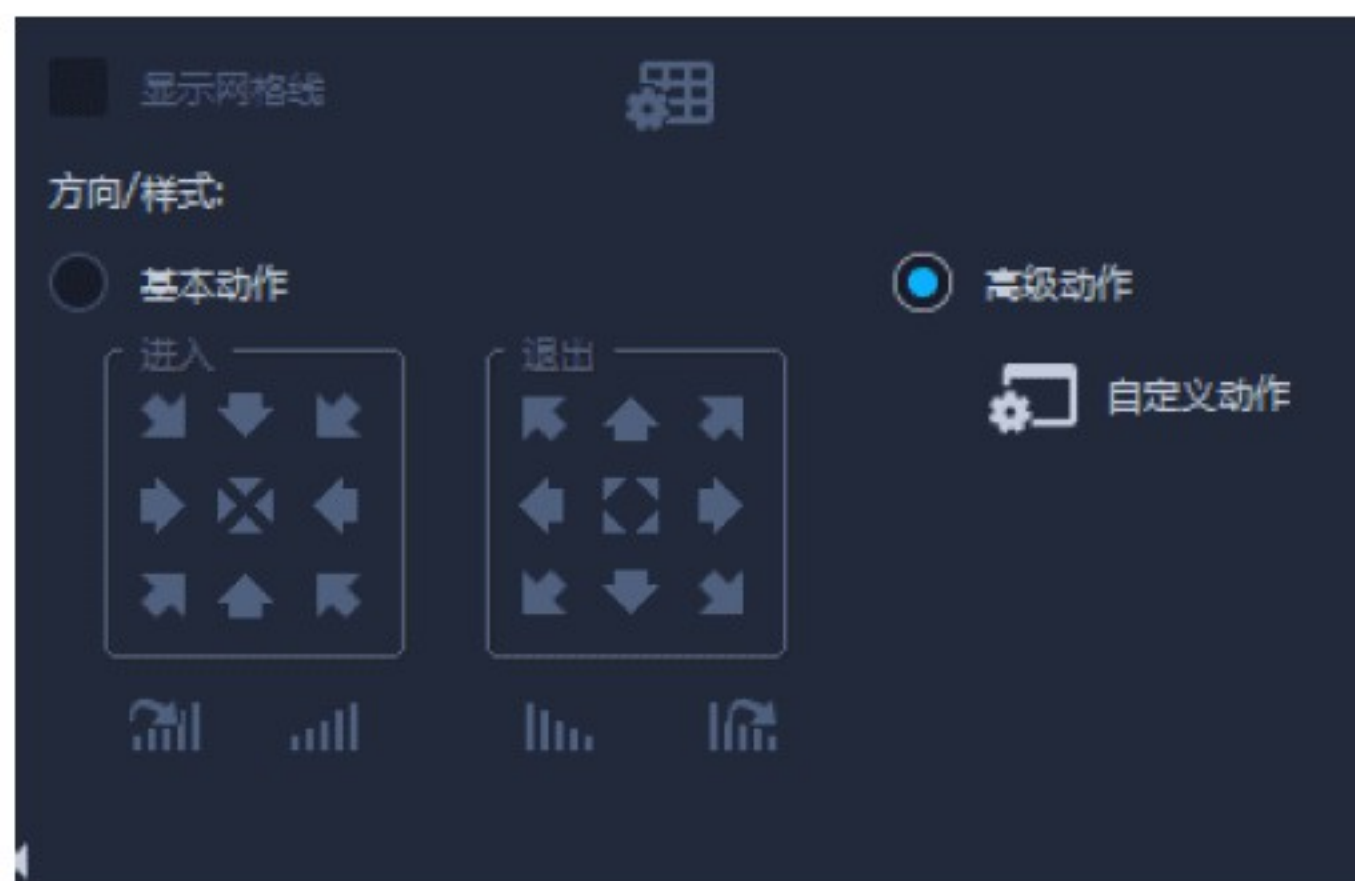 显示网格线
方向/样式:
基本动作
高级动作
进入
退出
自定义动作